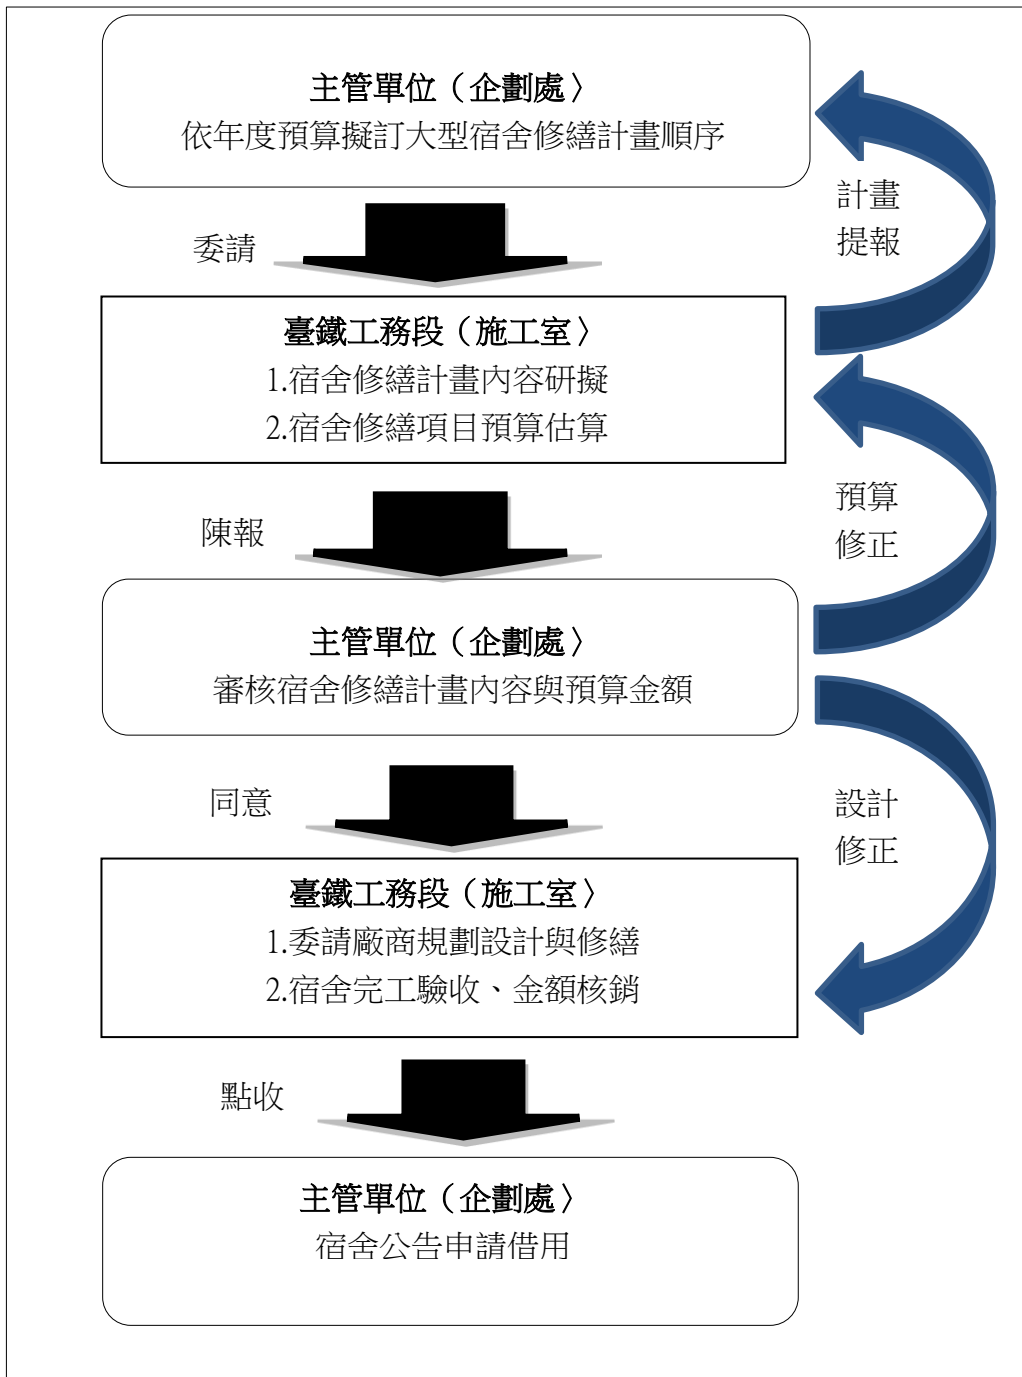 主管單位（企劃處〉
依年度預算擬訂大型宿舍修繕計畫順序
計畫
提報
委請
臺鐵工務段（施工室〉
1.宿舍修繕計畫內容研擬
2.宿舍修繕項目預算估算
預算
修正
陳報
主管單位（企劃處〉
審核宿舍修繕計畫內容與預算金額
同意
設計
修正
臺鐵工務段（施工室〉
1.委請廠商規劃設計與修繕
2.宿舍完工驗收、金額核銷
點收
主管單位（企劃處〉
宿舍公告申請借用